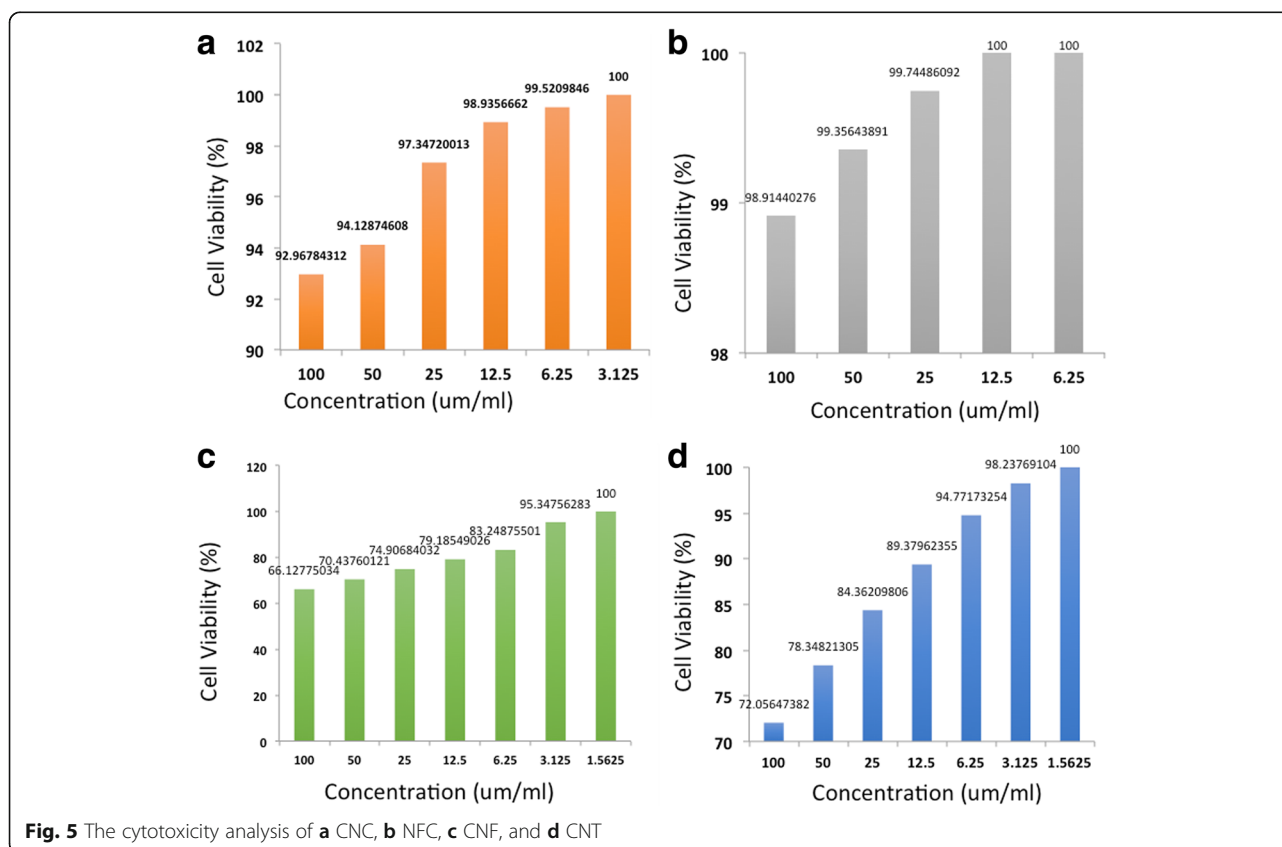 a
102
100
98
96
94
92
90
Cell Viability (%)
92.96784312
94.12874608
97.34720013
98.9356662
99.5209846
100
100 50 25 12.5 6.25 3.125
Concentration (um/ml)
b
100
99
98
Cell Viability (%)
98.91440276
99.35643891
99.74486092
100
100
100 50 25 12.5 6.25
Concentration (um/ml)
c
120
100
80
60
40
20
0
Cell Viability (%)
66.12775034
70.43760121
74.90684032
79.18549026
83.24875501
95.34756283
100
100 50 25 12.5 6.25 3.125 1.5625
Concentration (um/ml)
d
100
95
90
85
80
75
70
Cell Viability (%)
72.05647382
78.34821305
84.36209806
89.37962355
94.77173254
98.23769104
100
100 50 25 12.5 6.25 3.125 1.5625
Concentration (um/ml)
Fig. 5 The cytotoxicity analysis of a CNC, b NFC, c CNF, and d CNT